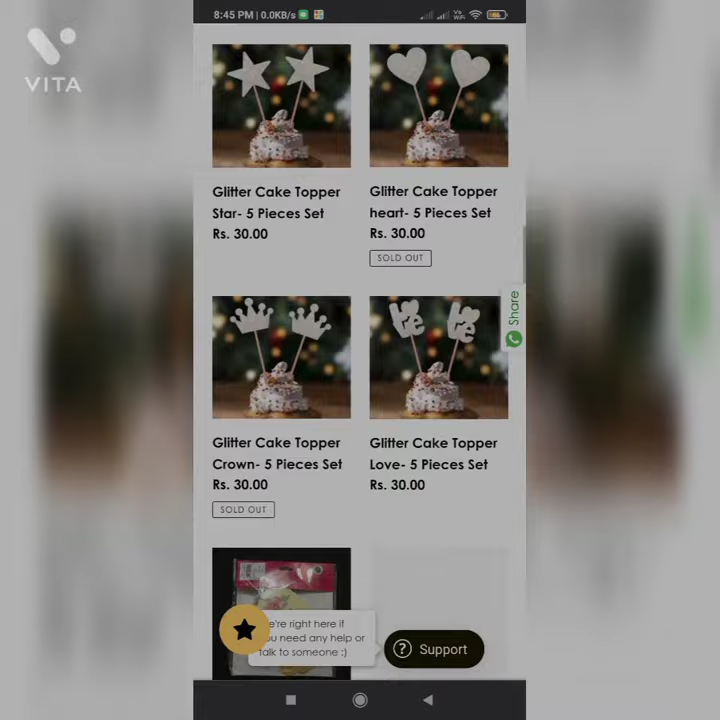 VITA
8:45 PM | 0.0KB/s
Vo
WiFi
Glitter Cake Topper
Star- 5 Pieces Set
Rs. 30.00
Glitter Cake Topper
heart- 5 Pieces Set
Rs. 30.00
SOLD OUT
Share
Glitter Cake Topper
Crown- 5 Pieces Set
Rs. 30.00
SOLD OUT
Glitter Cake Topper
Love- 5 Pieces Set
Rs. 30.00
e're right here if
ou need any help or
talk to someone :)
? Support